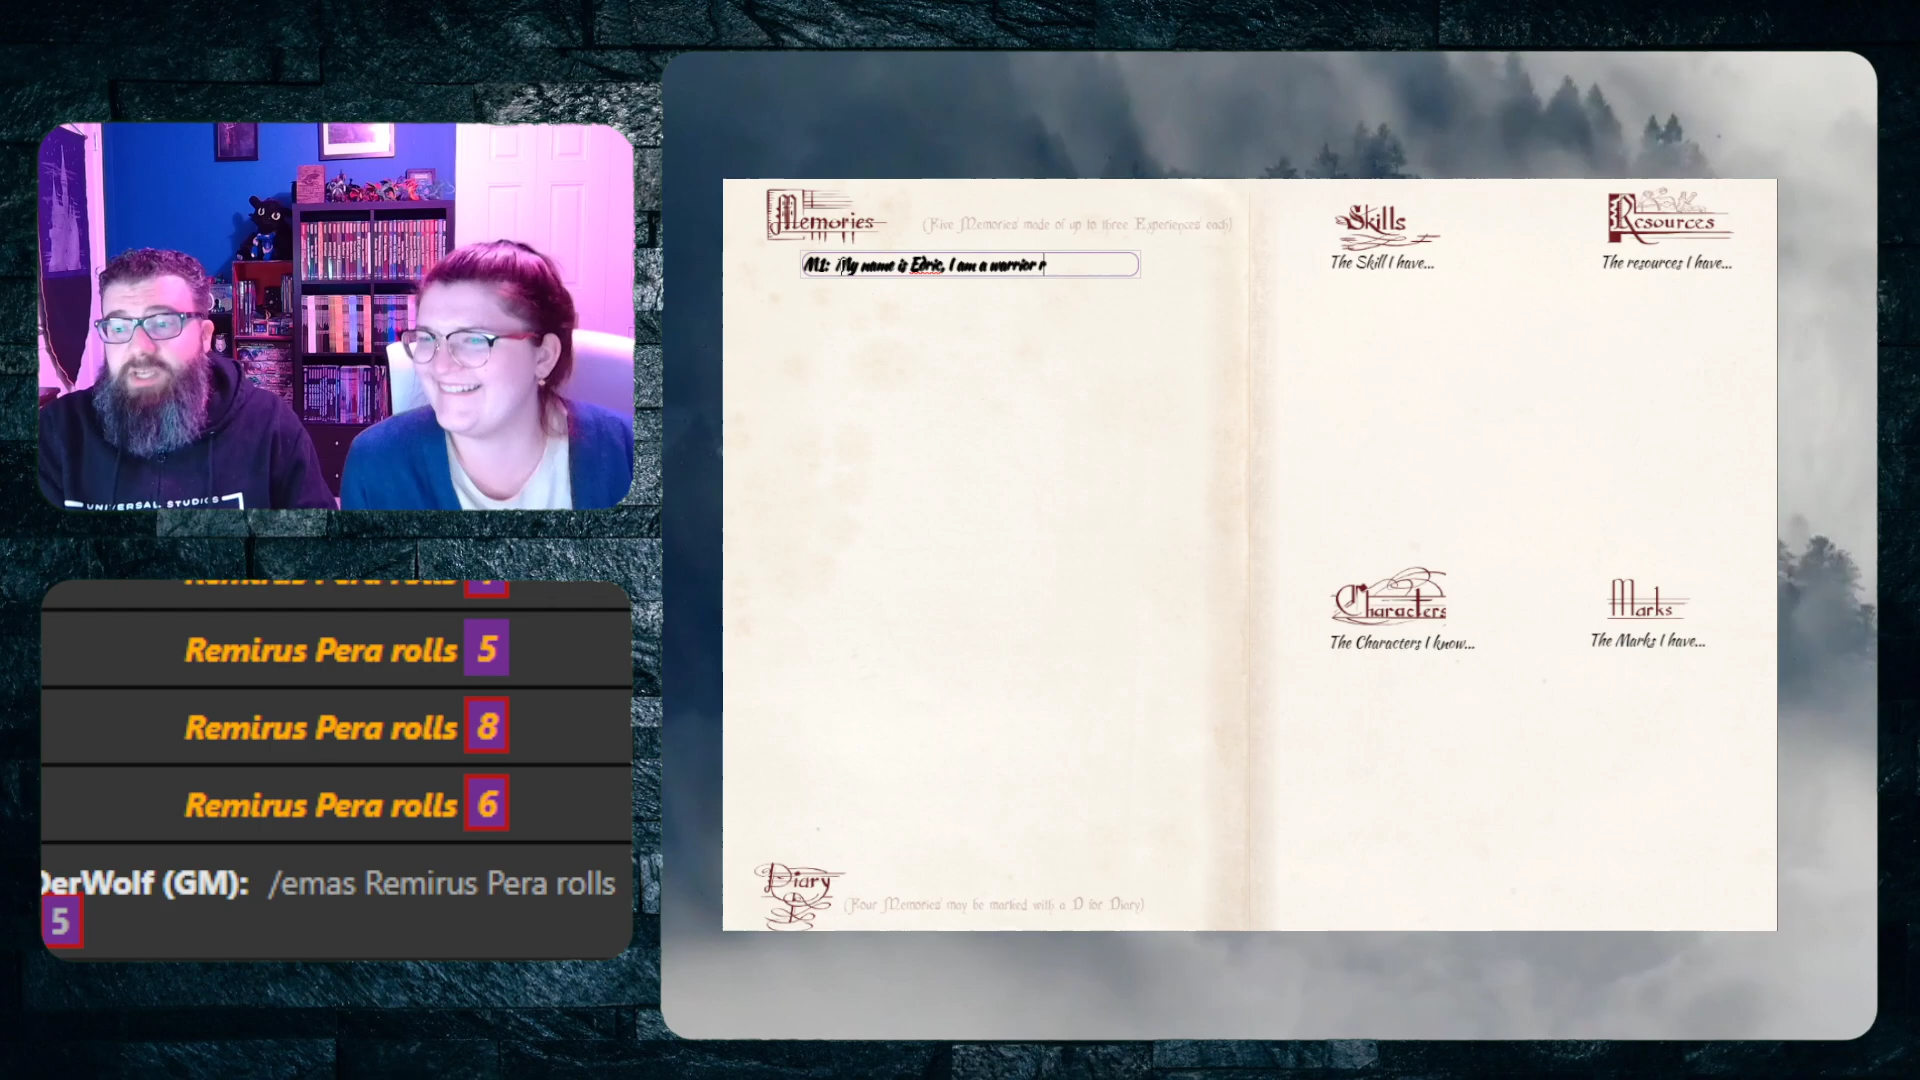 UNIVERSAL STUDIOS
Remirus Pera rolls
5
Remirus Pera rolls
8
Remirus Pera rolls
6
DerWolf (GM): /emas Remirus Pera rolls
5
Memories
(Five Memories made of up to three Experiences each)
M1: My name is Edric, I am a warrior r
Diary
(Four Memories may be marked with a D for Diary)
Skills
The Skill I have...
Resources
The resources I have...
Characters
The Characters I know...
Marks
The Marks I have...